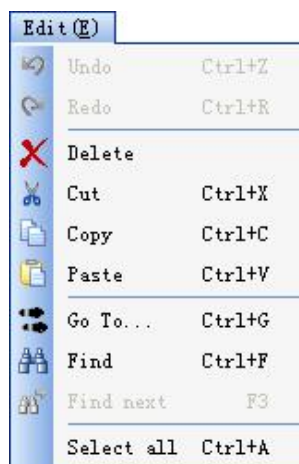 Edit(E)
Undo Ctrl+Z
Redo Ctrl+R
Delete
Cut Ctrl+X
Copy Ctrl+C
Paste Ctrl+V
Go To... Ctrl+G
Find Ctrl+F
Find next F3
Select all Ctrl+A